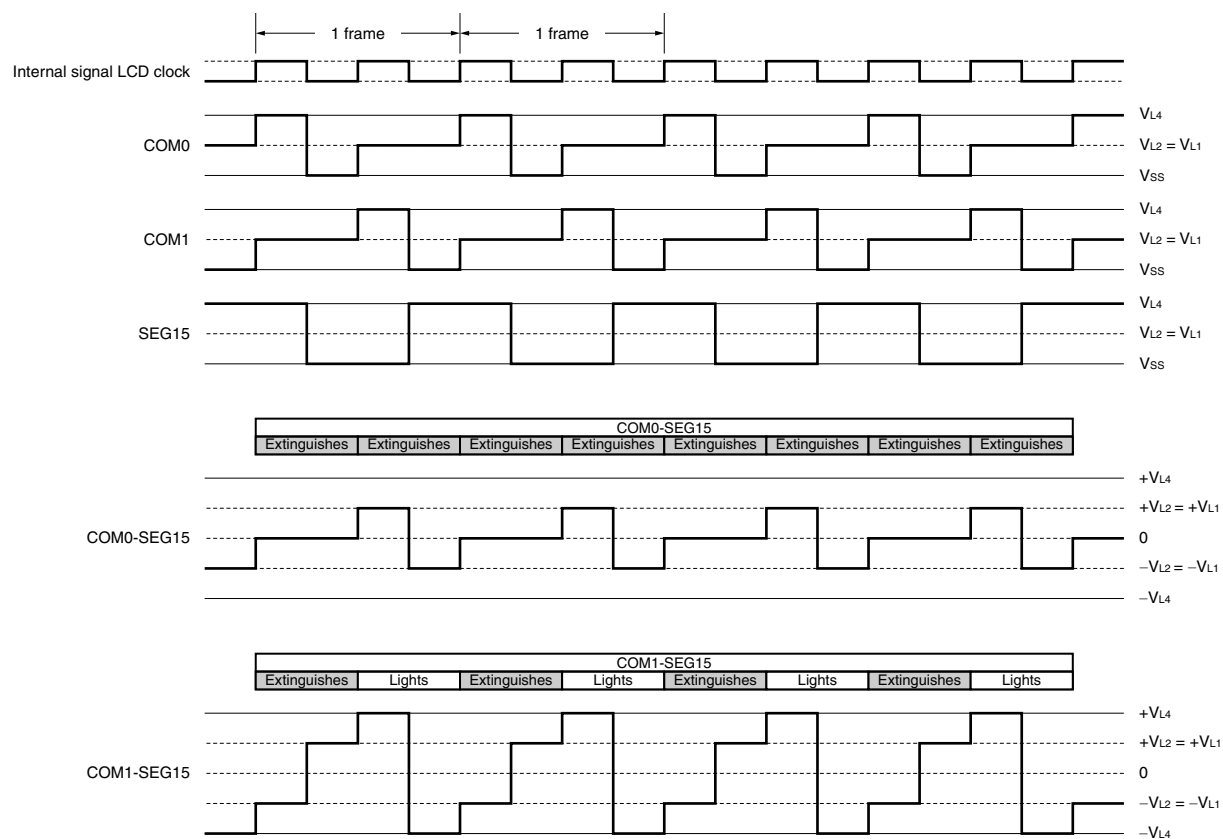 1 frame 1 frame
Internal signal LCD clock
VL4
COM0 VL2 = VL1
VSS
VL4
COM1 VL2 = VL1
VSS
VL4
SEG15 VL2 = VL1
VSS
COM0-SEG15
Extinguishes Extinguishes Extinguishes Extinguishes Extinguishes Extinguishes Extinguishes Extinguishes
+VL4
+VL2 = +VL1
COM0-SEG15 0
−VL2 = −VL1
−VL4
COM1-SEG15
Extinguishes Lights Extinguishes Lights Extinguishes Lights Extinguishes Lights
+VL4
+VL2 = +VL1
COM1-SEG15 0
−VL2 = −VL1
−VL4